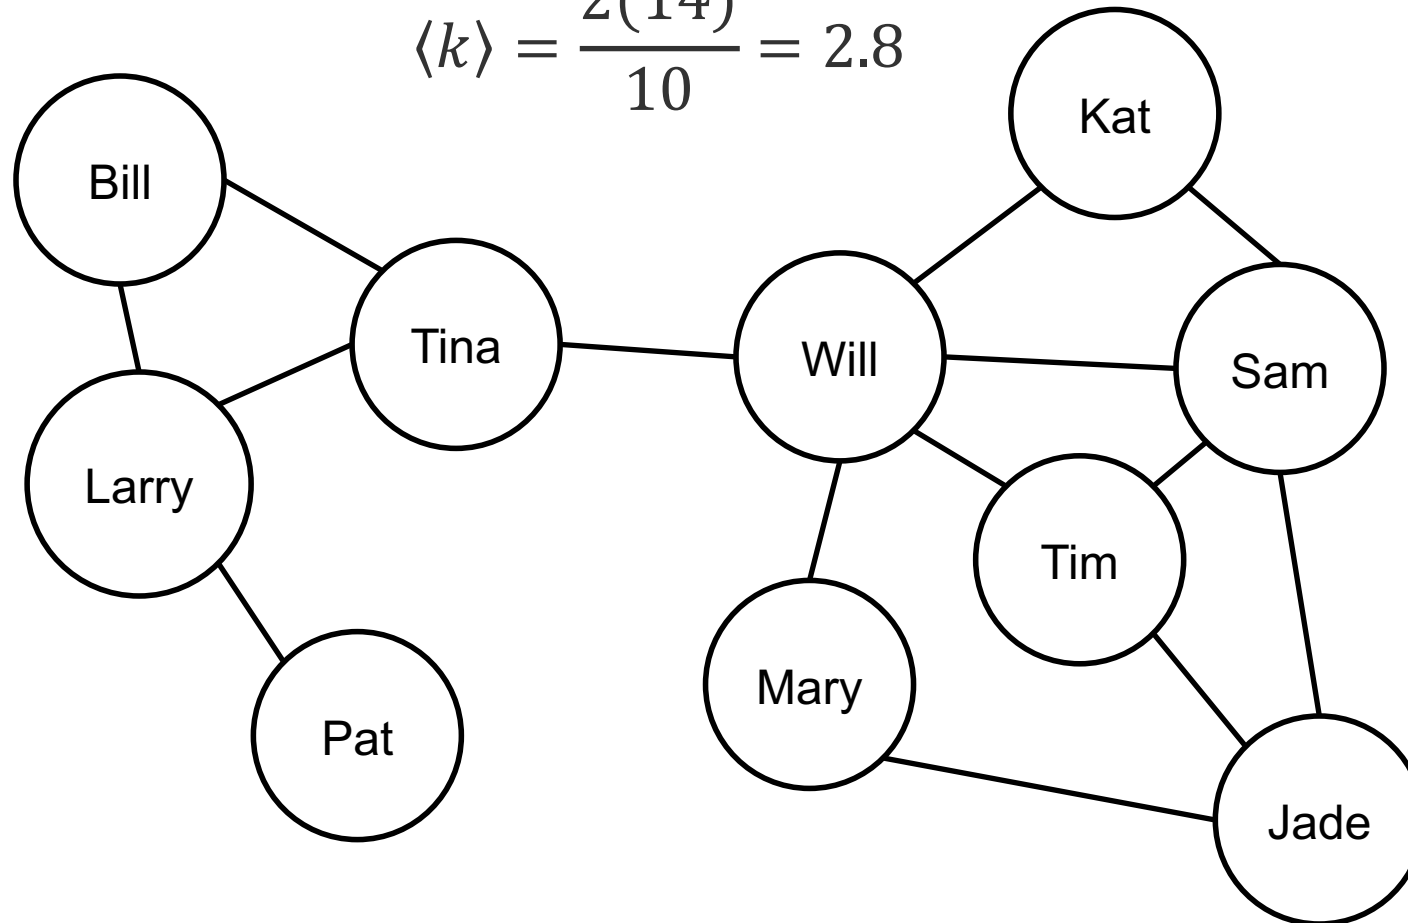 ⟨k⟩ = 2(14) / 10 = 2.8
Kat
Bill
Tina
Will
Sam
Larry
Tim
Mary
Pat
Jade